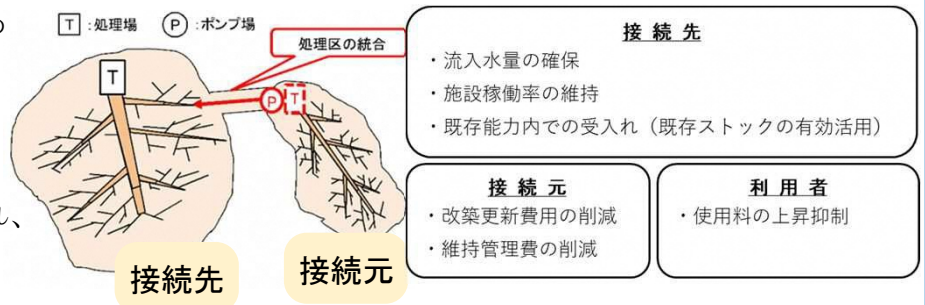 T :処理場 P :ポンプ場
処理区の統合
T
P T
接続先
接続元
接 続 先
・流入水量の確保
・施設稼働率の維持
・既存能力内での受入れ（既存ストックの有効活用）
接 続 元
・改築更新費用の削減
・維持管理費の削減
利 用 者
・使用料の上昇抑制